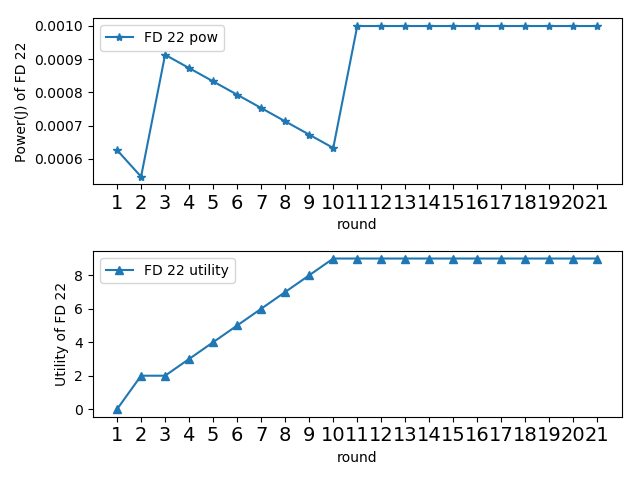 0.0010
0.0009
0.0008
0.0007
0.0006
Power(J) of FD 22
FD 22 pow
1 2 3 4 5 6 7 8 9 10 11 12 13 14 15 16 17 18 19 20 21
round
8
6
4
2
0
Utility of FD 22
FD 22 utility
1 2 3 4 5 6 7 8 9 10 11 12 13 14 15 16 17 18 19 20 21
round